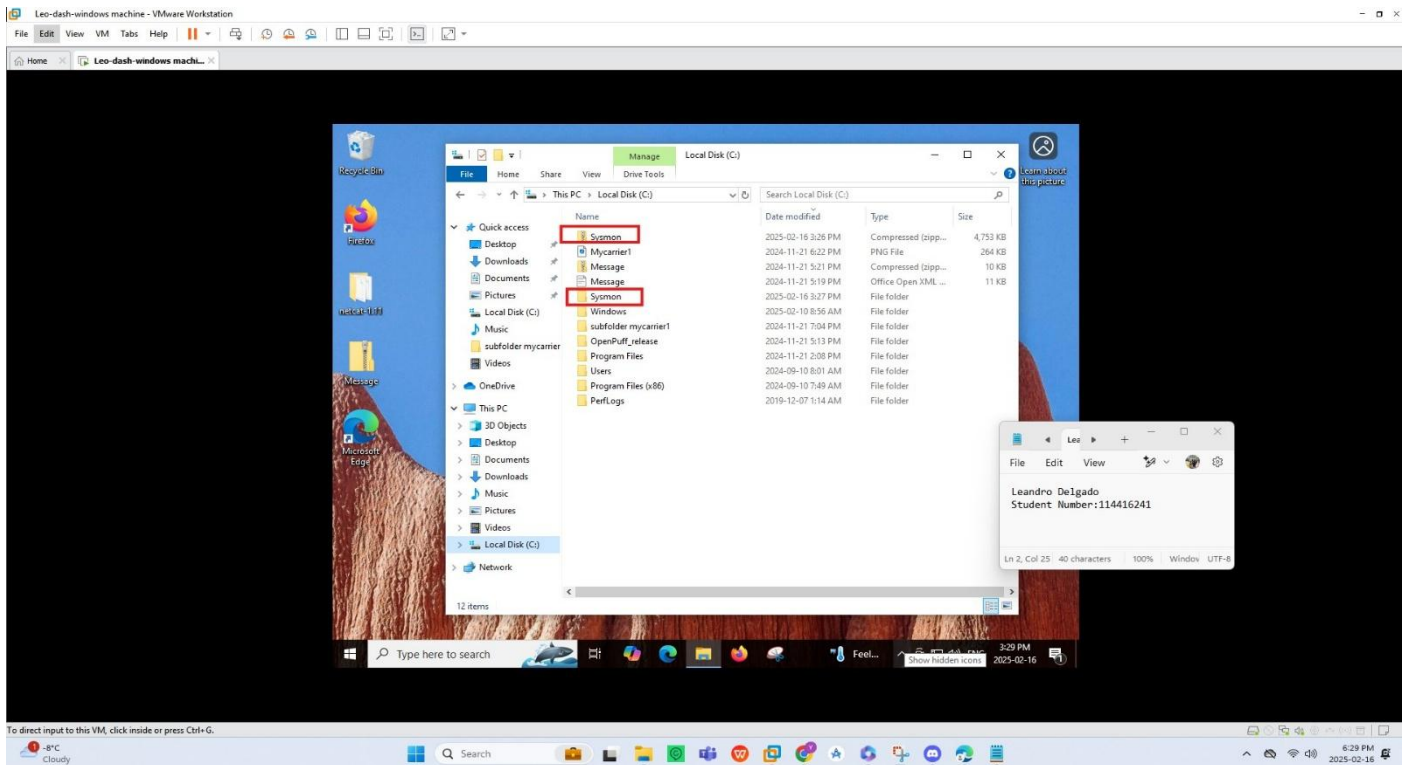 Leo-dash-windows machine - VMware Workstation
File Edit View VM Tabs Help
Home
Leo-dash-windows machi...
Recycle Bin
Firefox
netcat-1.11
Message
Microsoft
Edge
Learn about
this picture
Manage
Local Disk (C:)
File Home Share View Drive Tools
This PC > Local Disk (C:)
Search Local Disk (C:)
Quick access
Desktop
Downloads
Documents
Pictures
Local Disk (C:)
Music
subfolder mycarrier
Videos
OneDrive
This PC
3D Objects
Desktop
Documents
Downloads
Music
Pictures
Videos
Local Disk (C:)
Network
Name Date modified Type Size
Sysmon 2025-02-16 3:26 PM Compressed (zipp... 4,753 KB
Mycarrier1 2024-11-21 6:22 PM PNG File 264 KB
Message 2024-11-21 5:21 PM Compressed (zipp... 10 KB
Message 2024-11-21 5:19 PM Office Open XML ... 11 KB
Sysmon 2025-02-16 3:27 PM File folder
Windows 2025-02-10 8:56 AM File folder
subfolder mycarrier1 2024-11-21 7:04 PM File folder
OpenPuff_release 2024-11-21 5:13 PM File folder
Program Files 2024-11-21 2:08 PM File folder
Users 2024-09-10 8:01 AM File folder
Program Files (x86) 2024-09-10 7:49 AM File folder
PerfLogs 2019-12-07 1:14 AM File folder
12 items
Lea
File Edit View
Leandro Delgado
Student Number:114416241
Ln 2, Col 25 40 characters 100% Window UTF-8
Type here to search
Feel...
Show hidden icons
3:29 PM
2025-02-16
To direct input to this VM, click inside or press Ctrl+G.
1
-8°C
Cloudy
Search
6:29 PM
2025-02-16